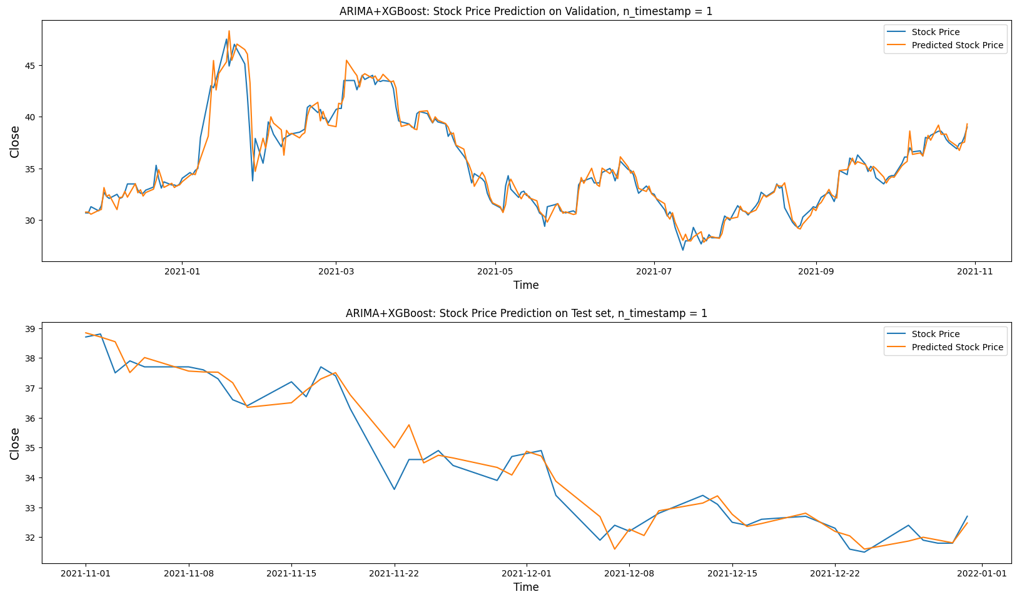 ARIMA+XGBoost: Stock Price Prediction on Validation, n_timestamp = 1
Stock Price
Predicted Stock Price
Close
45
40
35
30
2021-01 2021-03 2021-05 2021-07 2021-09 2021-11
Time
ARIMA+XGBoost: Stock Price Prediction on Test set, n_timestamp = 1
Stock Price
Predicted Stock Price
Close
39
38
37
36
35
34
33
32
2021-11-01 2021-11-08 2021-11-15 2021-11-22 2021-12-01 2021-12-08 2021-12-15 2021-12-22 2022-01-01
Time